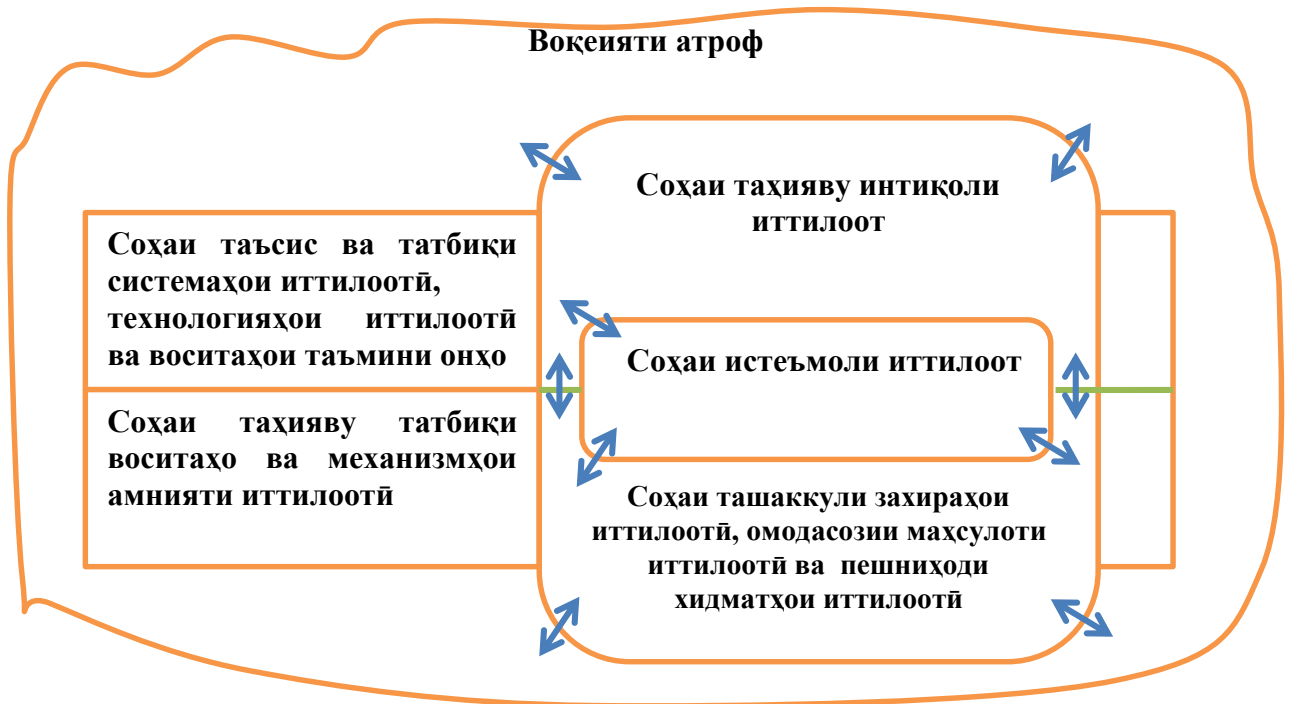 Воқеияти атроф
Соҳаи таҳияву интиқоли
иттилоот
Соҳаи таъсис ва татбиқи
системаҳои иттилоотӣ,
технологияҳои иттилоотӣ
ва воситаҳои таъмини онҳо
Соҳаи истеъмоли иттилоот
Соҳаи таҳияву татбиқи
воситаҳо ва механизмҳои
амнияти иттилоотӣ
Соҳаи ташаккули захираҳои
иттилоотӣ, омодасозии маҳсулоти
иттилоотӣ ва пешниҳоди
хидматҳои иттилоотӣ